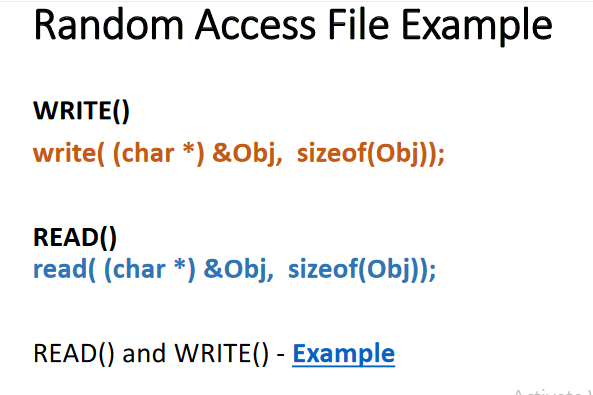 Random Access File Example
WRITE()
write( (char *) &Obj, sizeof(Obj));
READ()
read( (char *) &Obj, sizeof(Obj));
READ() and WRITE() - Example